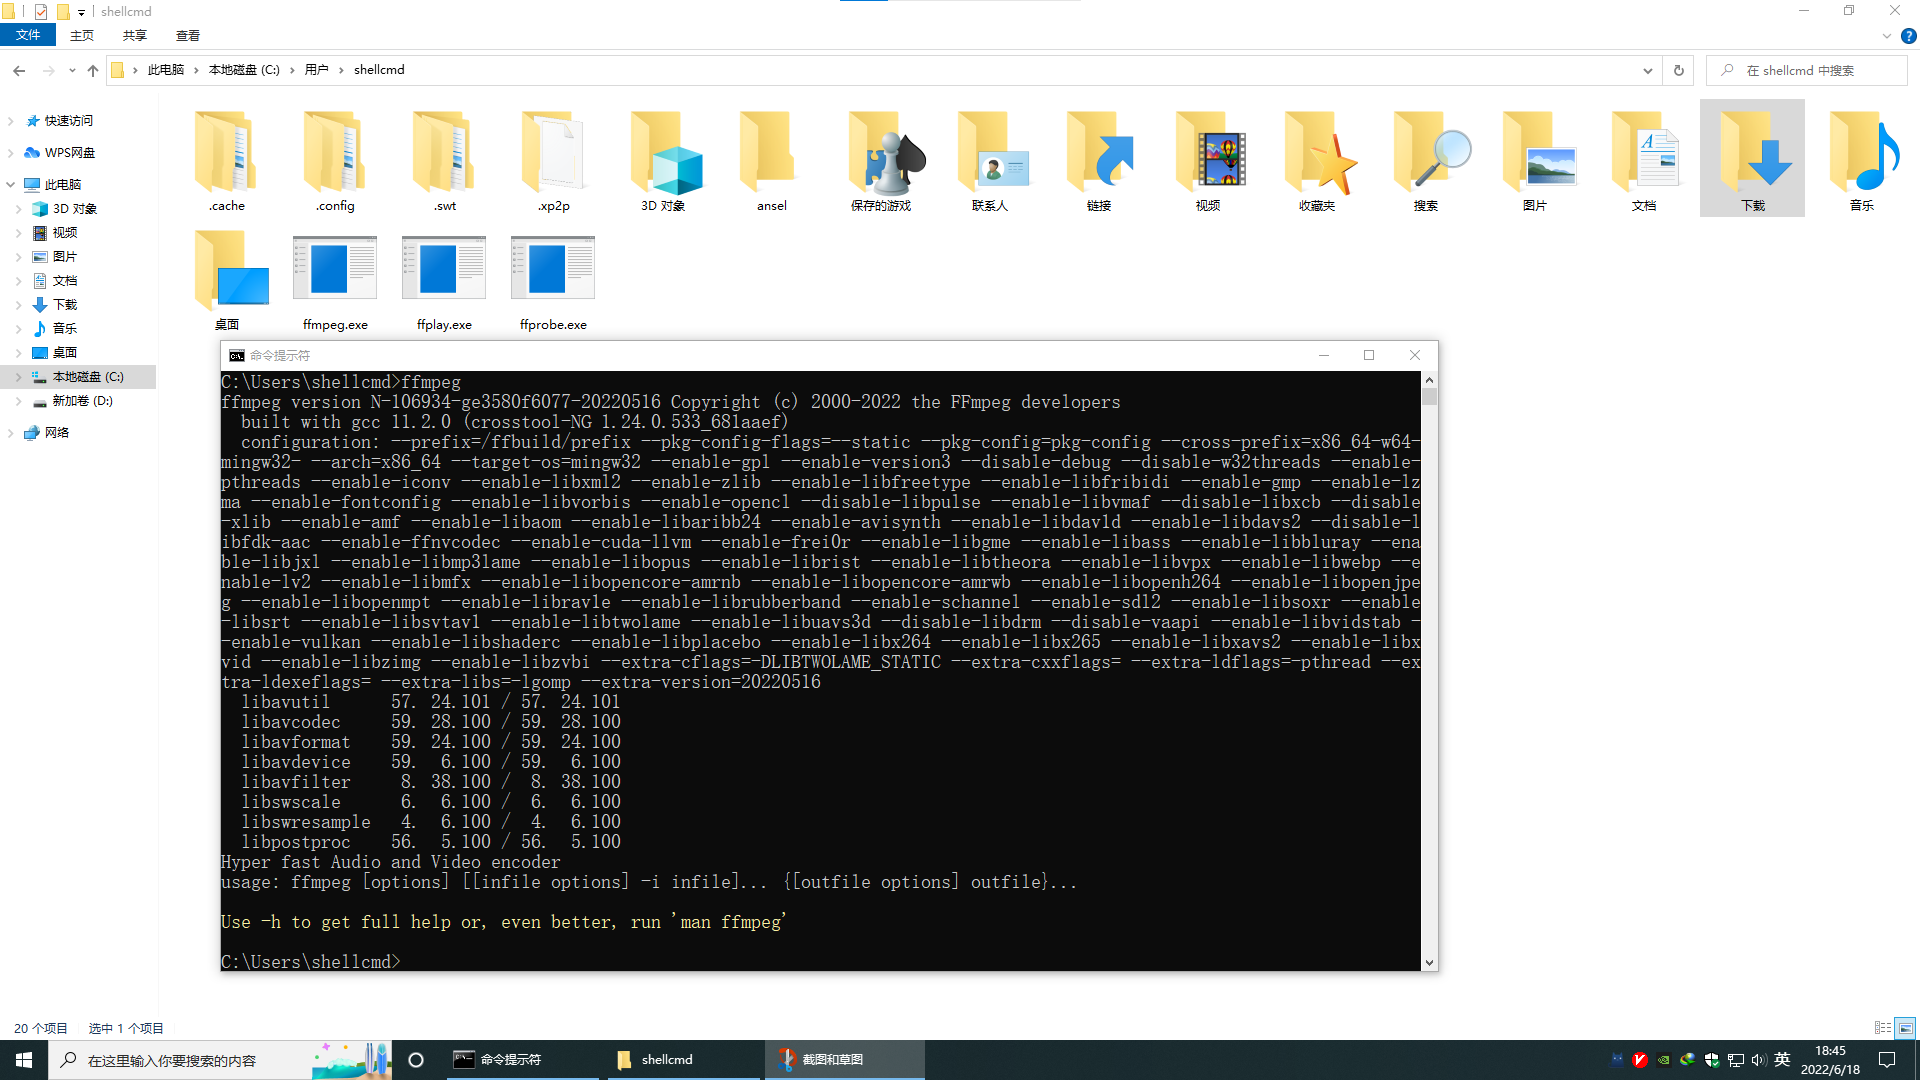 shellcmd
文件 主页 共享 查看
此电脑 本地磁盘 (C:) 用户 shellcmd
在 shellcmd 中搜索
快速访问
WPS网盘
此电脑
3D 对象
视频
图片
文档
下载
音乐
桌面
本地磁盘 (C:)
新加卷 (D:)
网络
.cache .config .swt .xp2p 3D 对象 ansel 保存的游戏 联系人 链接 视频 收藏夹 搜索 图片 文档 下载 音乐
桌面 ffmpeg.exe ffplay.exe ffprobe.exe
命令提示符
C:\Users\shellcmd>ffmpeg
ffmpeg version N-106934-ge3580f6077-20220516 Copyright (c) 2000-2022 the FFmpeg developers
built with gcc 11.2.0 (crosstool-NG 1.24.0.533_681aaef)
configuration: --prefix=/ffbuild/prefix --pkg-config-flags=--static --pkg-config=pkg-config --cross-prefix=x86_64-w64-
mingw32- --arch=x86_64 --target-os=mingw32 --enable-gpl --enable-version3 --disable-debug --disable-w32threads --enable-
pthreads --enable-iconv --enable-libxml2 --enable-zlib --enable-libfreetype --enable-libfribidi --enable-gmp --enable-lz
ma --enable-fontconfig --enable-libvorbis --enable-opencl --disable-libpulse --enable-libvmaf --disable-libxcb --disable
-xlib --enable-amf --enable-libaom --enable-libaribb24 --enable-avisynth --enable-libdav1d --enable-libdavs2 --disable-l
ibfdk-aac --enable-ffnvcodec --enable-cuda-llvm --enable-frei0r --enable-libgme --enable-libass --enable-libbluray --ena
ble-libjxl --enable-libmp3lame --enable-libopus --enable-librist --enable-libtheora --enable-libvpx --enable-libwebp --e
nable-lv2 --enable-libmfx --enable-libopencore-amrnb --enable-libopencore-amrwb --enable-libopenh264 --enable-libopenjpe
g --enable-libopenmpt --enable-librav1e --enable-librubberband --enable-schannel --enable-sdl2 --enable-libsoxr --enable
-libsrt --enable-libsvtav1 --enable-libtwolame --enable-libuavs3d --disable-libdrm --disable-vaapi --enable-libvidstab -
-enable-vulkan --enable-libshaderc --enable-libplacebo --enable-libx264 --enable-libx265 --enable-libxavs2 --enable-libx
vid --enable-libzimg --enable-libzvbi --extra-cflags=-DLIBTWOLAME_STATIC --extra-cxxflags= --extra-ldflags=-pthread --ex
tra-ldexeflags= --extra-libs=-lgomp --extra-version=20220516
libavutil 57. 24.101 / 57. 24.101
libavcodec 59. 28.100 / 59. 28.100
libavformat 59. 24.100 / 59. 24.100
libavdevice 59. 6.100 / 59. 6.100
libavfilter 8. 38.100 / 8. 38.100
libswscale 6. 6.100 / 6. 6.100
libswresample 4. 6.100 / 4. 6.100
libpostproc 56. 5.100 / 56. 5.100
Hyper fast Audio and Video encoder
usage: ffmpeg [options] [[infile options] -i infile]... {[outfile options] outfile}...
Use -h to get full help or, even better, run 'man ffmpeg'
C:\Users\shellcmd>
20 个项目 选中 1 个项目
在这里输入你要搜索的内容 命令提示符 shellcmd 截图和草图 英 18:45
2022/6/18